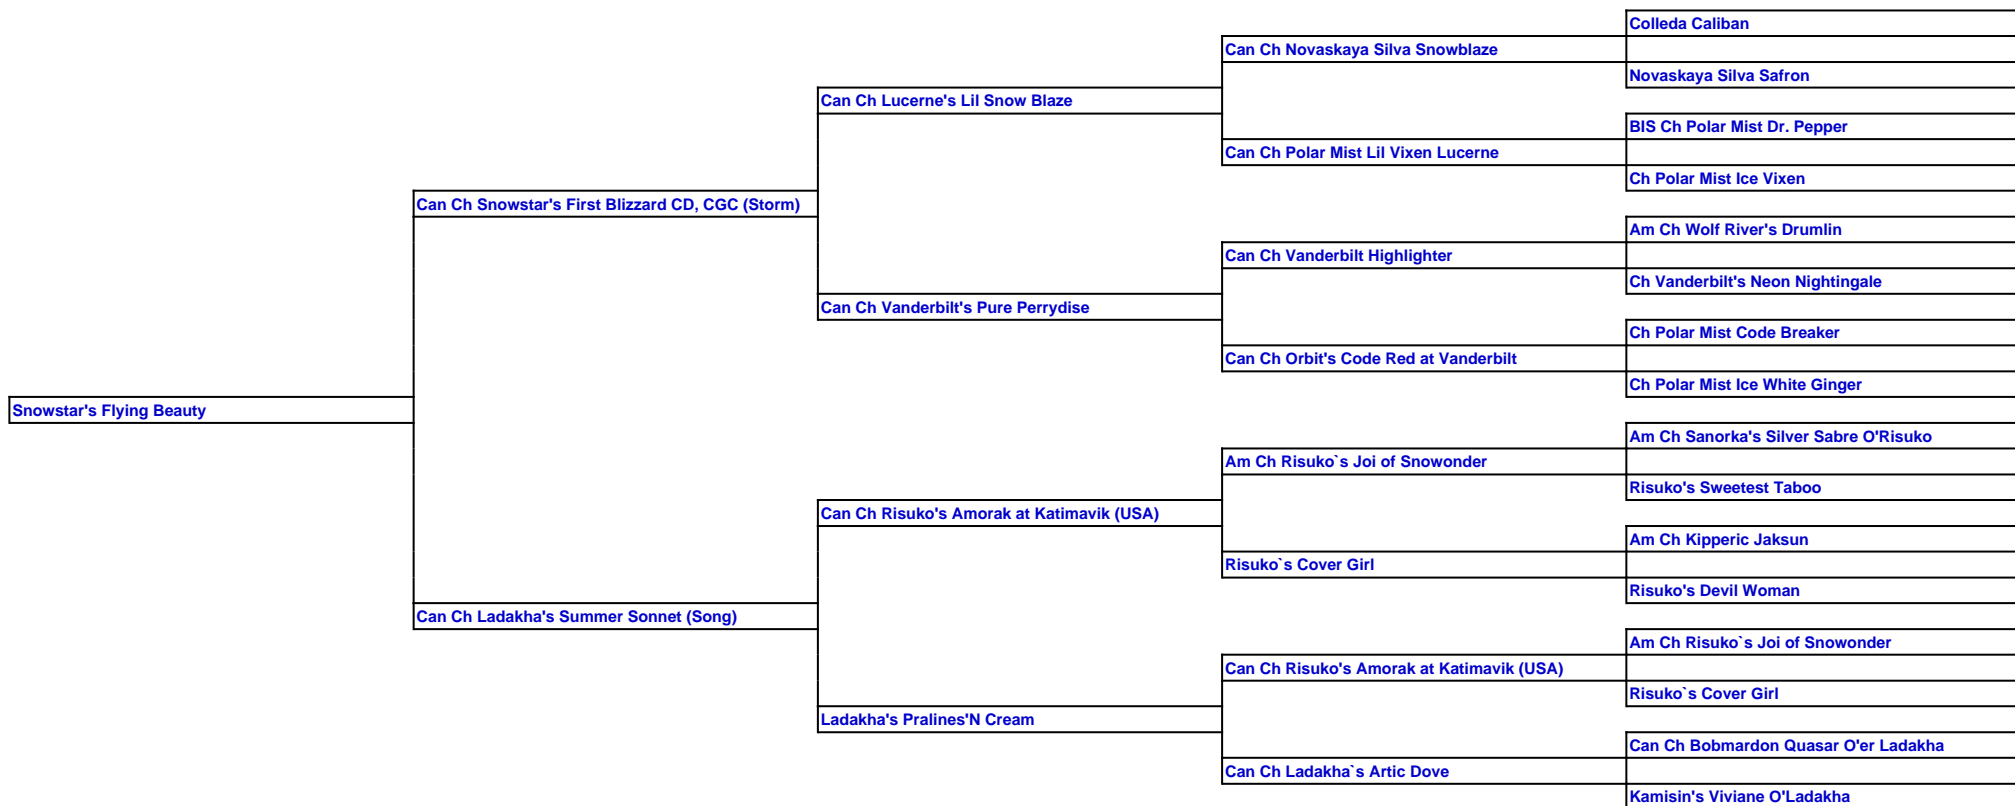 Colleda Caliban
Can Ch Novaskaya Silva Snowblaze
Novaskaya Silva Safron
Can Ch Lucerne's Lil Snow Blaze
BIS Ch Polar Mist Dr. Pepper
Can Ch Polar Mist Lil Vixen Lucerne
Ch Polar Mist Ice Vixen
Can Ch Snowstar's First Blizzard CD, CGC (Storm)
Am Ch Wolf River's Drumlin
Can Ch Vanderbilt Highlighter
Ch Vanderbilt's Neon Nightingale
Can Ch Vanderbilt's Pure Perrydise
Ch Polar Mist Code Breaker
Can Ch Orbit's Code Red at Vanderbilt
Ch Polar Mist Ice White Ginger
Snowstar's Flying Beauty
Am Ch Sanorka's Silver Sabre O'Risuko
Am Ch Risuko`s Joi of Snowonder
Risuko's Sweetest Taboo
Can Ch Risuko's Amorak at Katimavik (USA)
Am Ch Kipperic Jaksun
Risuko`s Cover Girl
Risuko's Devil Woman
Can Ch Ladakha's Summer Sonnet (Song)
Am Ch Risuko`s Joi of Snowonder
Can Ch Risuko's Amorak at Katimavik (USA)
Risuko`s Cover Girl
Ladakha's Pralines'N Cream
Can Ch Bobmardon Quasar O'er Ladakha
Can Ch Ladakha`s Artic Dove
Kamisin's Viviane O'Ladakha